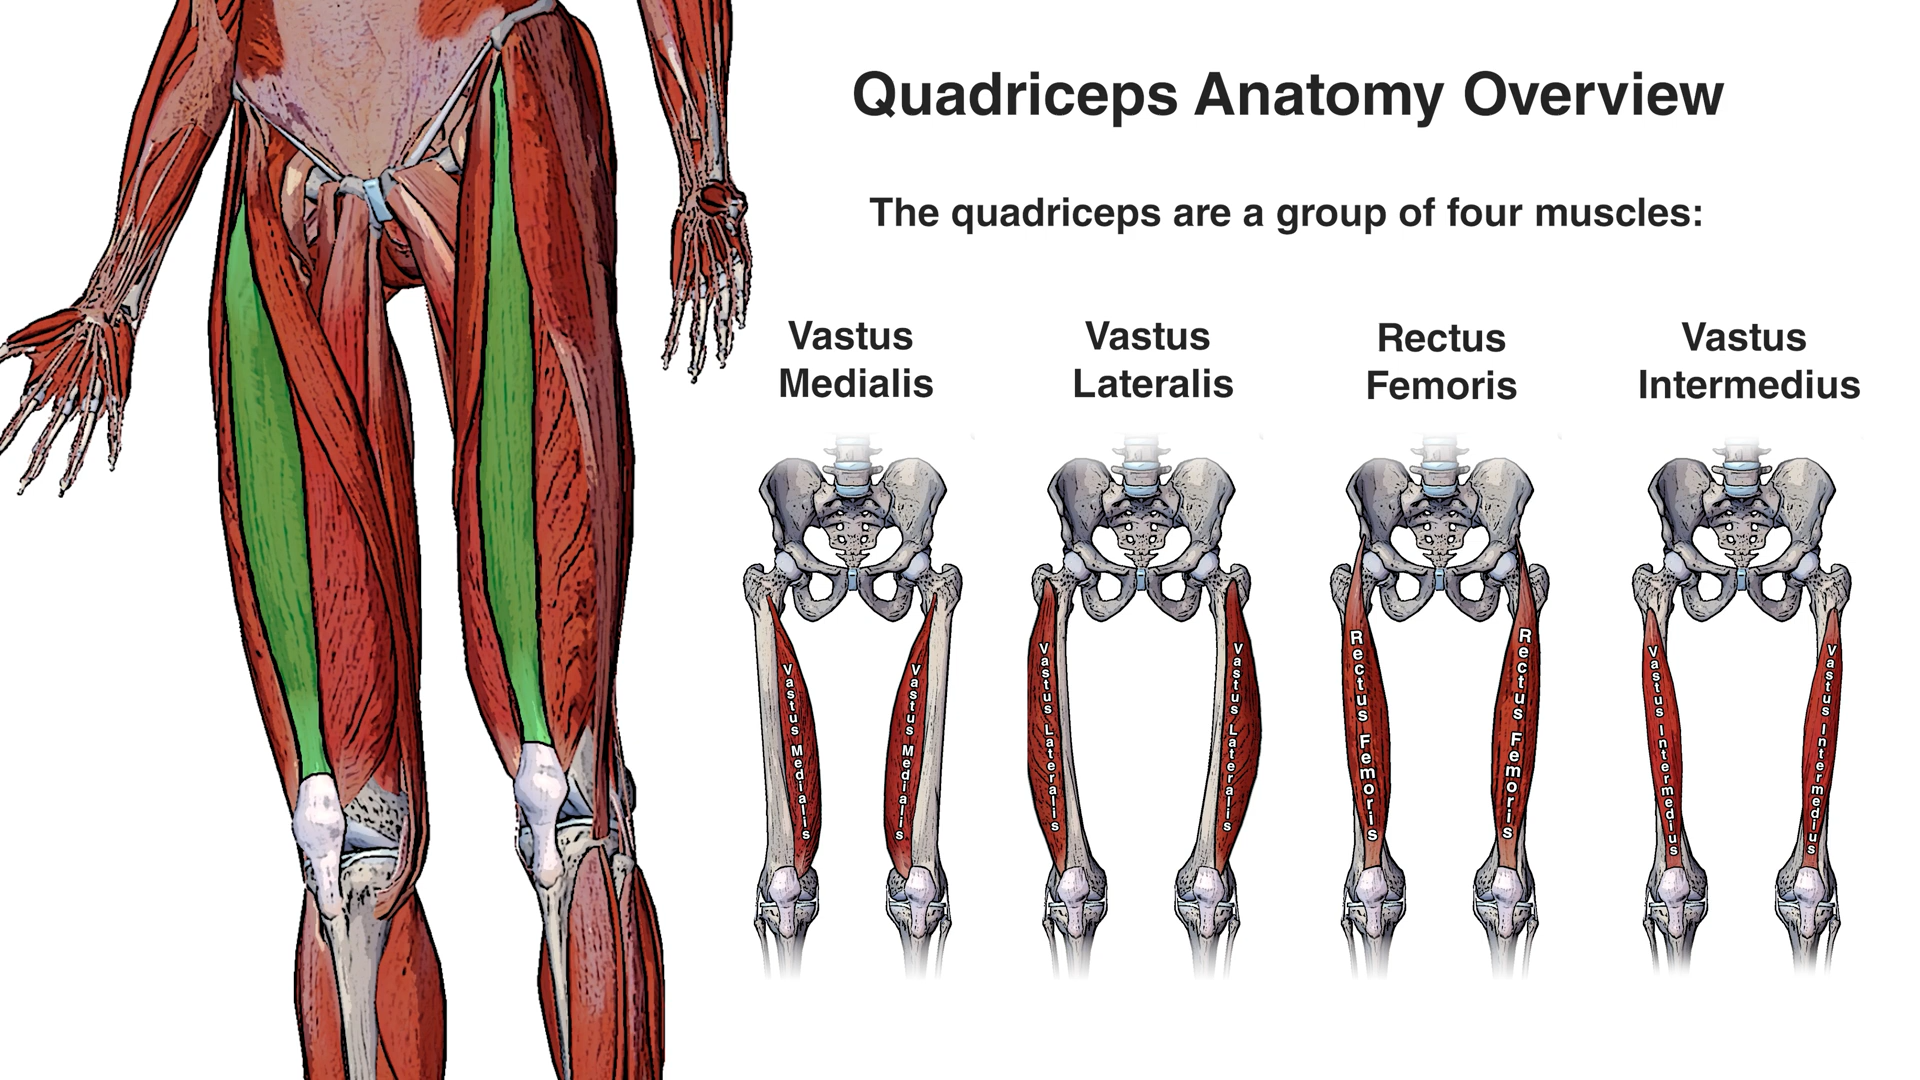 Quadriceps Anatomy Overview
The quadriceps are a group of four muscles:
Vastus
Medialis
Vastus
Lateralis
Rectus
Femoris
Vastus
Intermedius
Vastus Medialis
Vastus Medialis
Vastus Lateralis
Vastus Lateralis
Rectus Femoris
Rectus Femoris
Vastus Intermedius
Vastus Intermedius